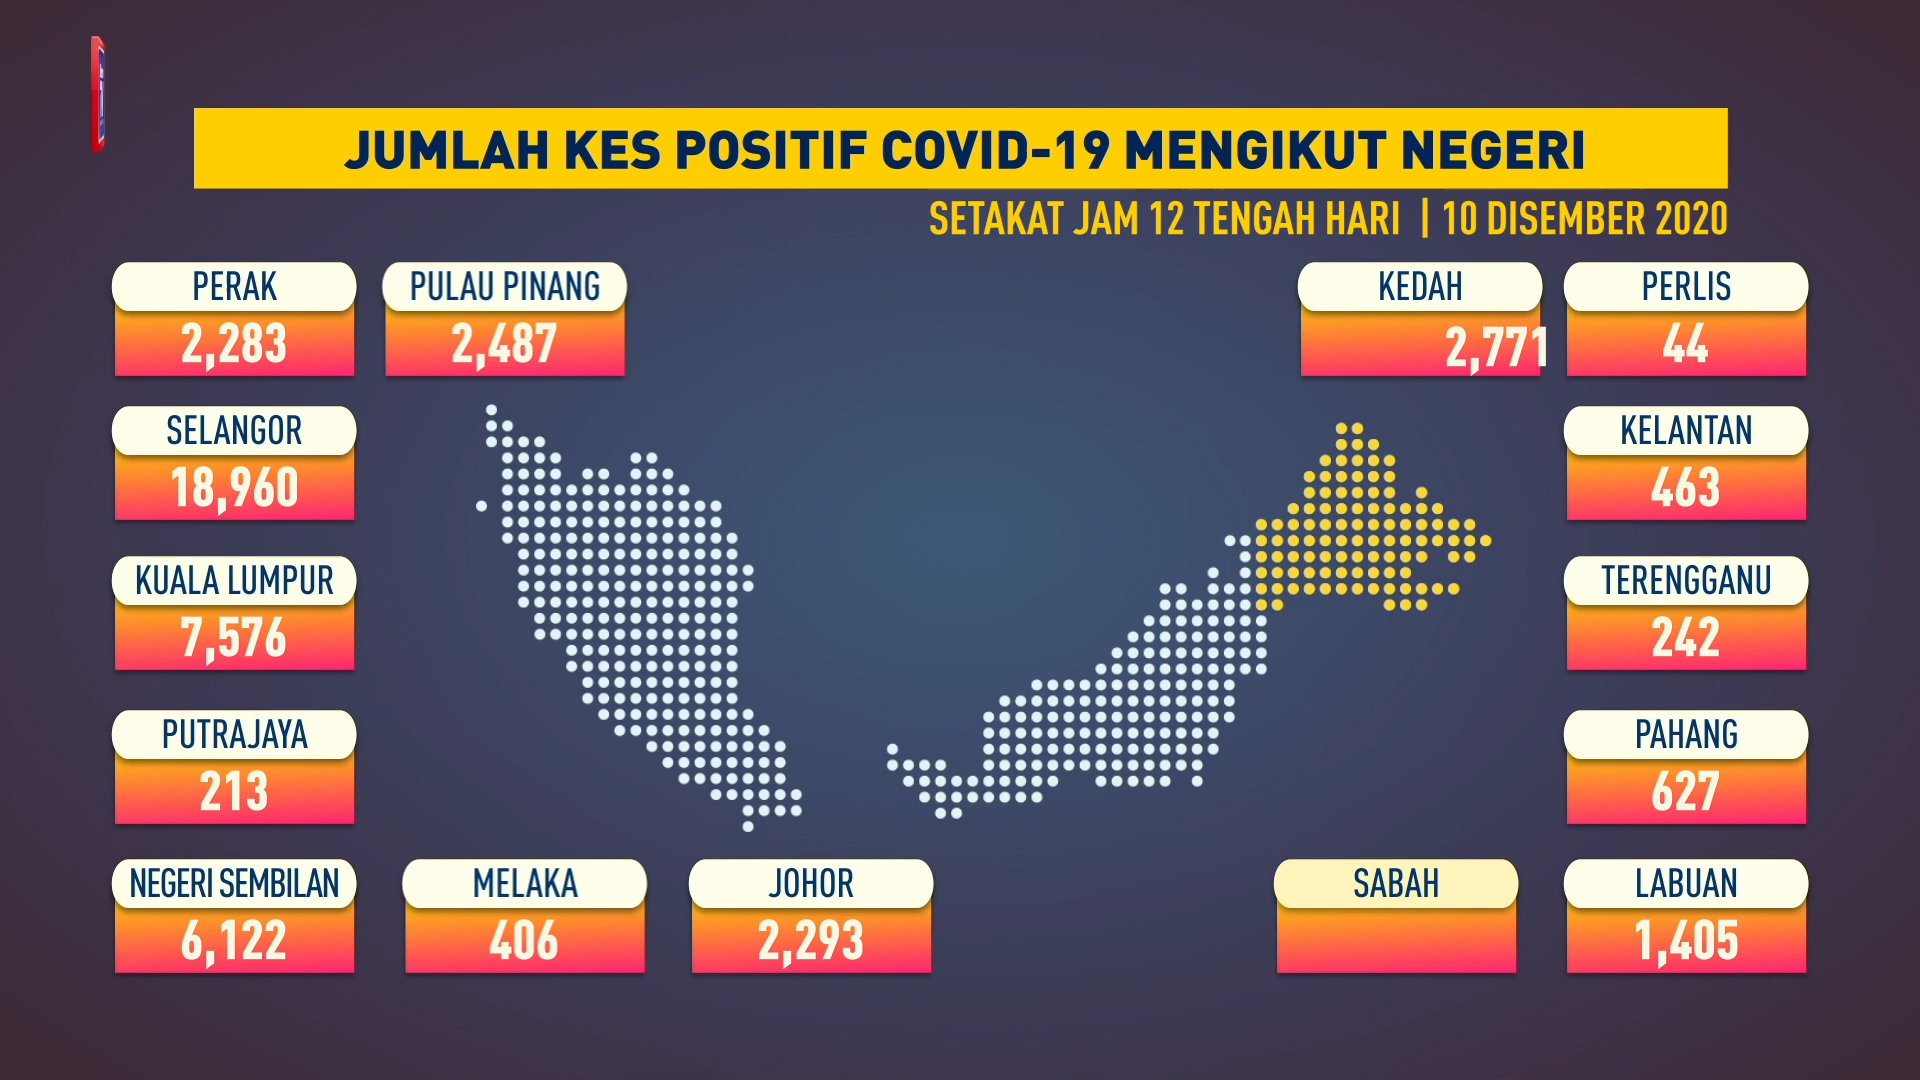 JUMLAH KES POSITIF COVID-19 MENGIKUT NEGERI
SETAKAT JAM 12 TENGAH HARI | 10 DISEMBER 2020
PERAK
2,283
PULAU PINANG
2,487
KEDAH
2,771
PERLIS
44
SELANGOR
18,960
KELANTAN
463
KUALA LUMPUR
7,576
TERENGGANU
242
PUTRAJAYA
213
PAHANG
627
NEGERI SEMBILAN
6,122
MELAKA
406
JOHOR
2,293
SABAH
LABUAN
1,405